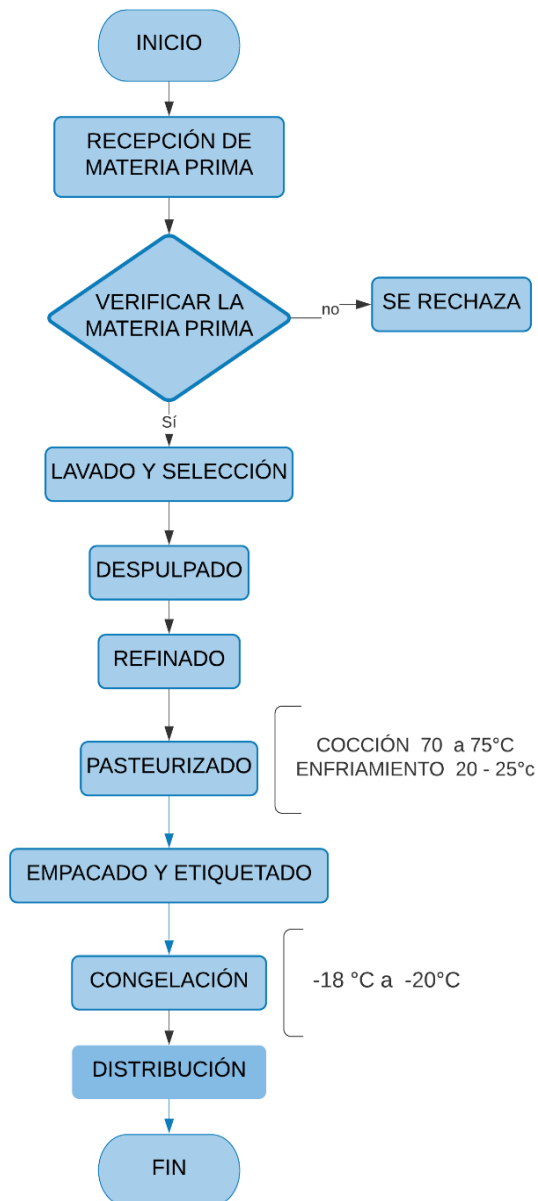 INICIO
RECEPCIÓN DE
MATERIA PRIMA
VERIFICAR LA
MATERIA PRIMA
no
SE RECHAZA
Sí
LAVADO Y SELECCIÓN
DESPULPADO
REFINADO
PASTEURIZADO
COCCIÓN 70 a 75°C
ENFRIAMIENTO 20 - 25°c
EMPACADO Y ETIQUETADO
CONGELACIÓN
-18 °C a -20°C
DISTRIBUCIÓN
FIN